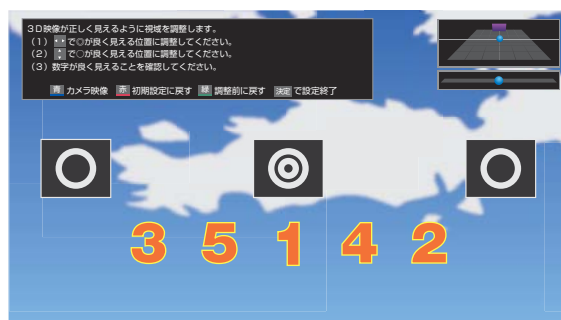 3D映像が正しく見えるように視域を調整します。
(1) で◎が良く見える位置に調整してください。
(2) で○が良く見える位置に調整してください。
(3) 数字が良く見えることを確認してください。
青 カメラ映像 赤 初期設定に戻す 緑 調整前に戻す 決定 で設定終了
3 5 1 4 2